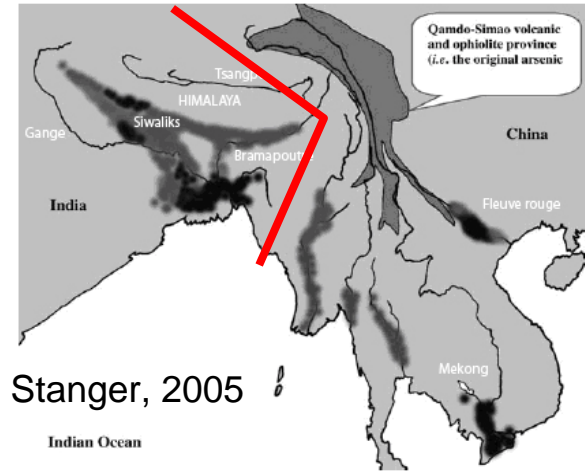 Qamdo-Simao volcanic
and ophiolite province
(i.e. the original arsenic
Tsangp
HIMALAYA
Siwaliks
Gange
China
Bramapoutre
India
Fleuve rouge
Mekong
Stanger, 2005
Indian Ocean